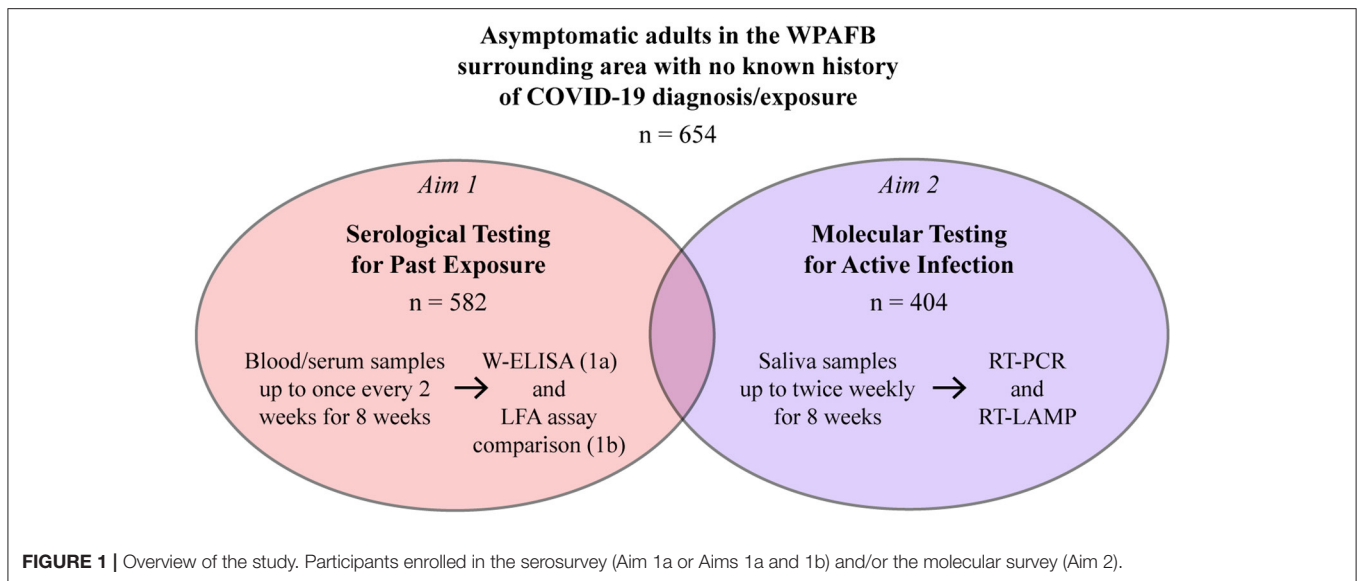 Asymptomatic adults in the WPAFB
surrounding area with no known history
of COVID-19 diagnosis/exposure
n = 654
Aim 1
Serological Testing
for Past Exposure
n = 582
Blood/serum samples
up to once every 2
weeks for 8 weeks
→
W-ELISA (1a)
and
LFA assay
comparison (1b)
Aim 2
Molecular Testing
for Active Infection
n = 404
Saliva samples
up to twice weekly
for 8 weeks
→
RT-PCR
and
RT-LAMP
FIGURE 1 | Overview of the study. Participants enrolled in the serosurvey (Aim 1a or Aims 1a and 1b) and/or the molecular survey (Aim 2).